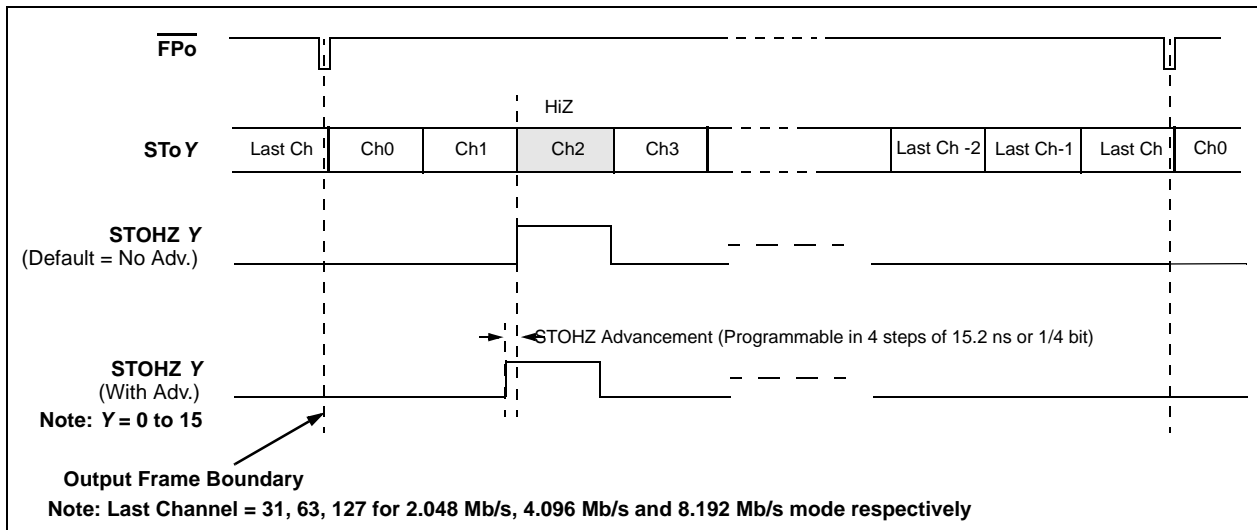 FPo
HiZ
STo Y Last Ch Ch0 Ch1 Ch2 Ch3 Last Ch -2 Last Ch-1 Last Ch Ch0
STOHZ Y
(Default = No Adv.)
STOHZ Advancement (Programmable in 4 steps of 15.2 ns or 1/4 bit)
STOHZ Y
(With Adv.)
Note: Y = 0 to 15
Output Frame Boundary
Note: Last Channel = 31, 63, 127 for 2.048 Mb/s, 4.096 Mb/s and 8.192 Mb/s mode respectively